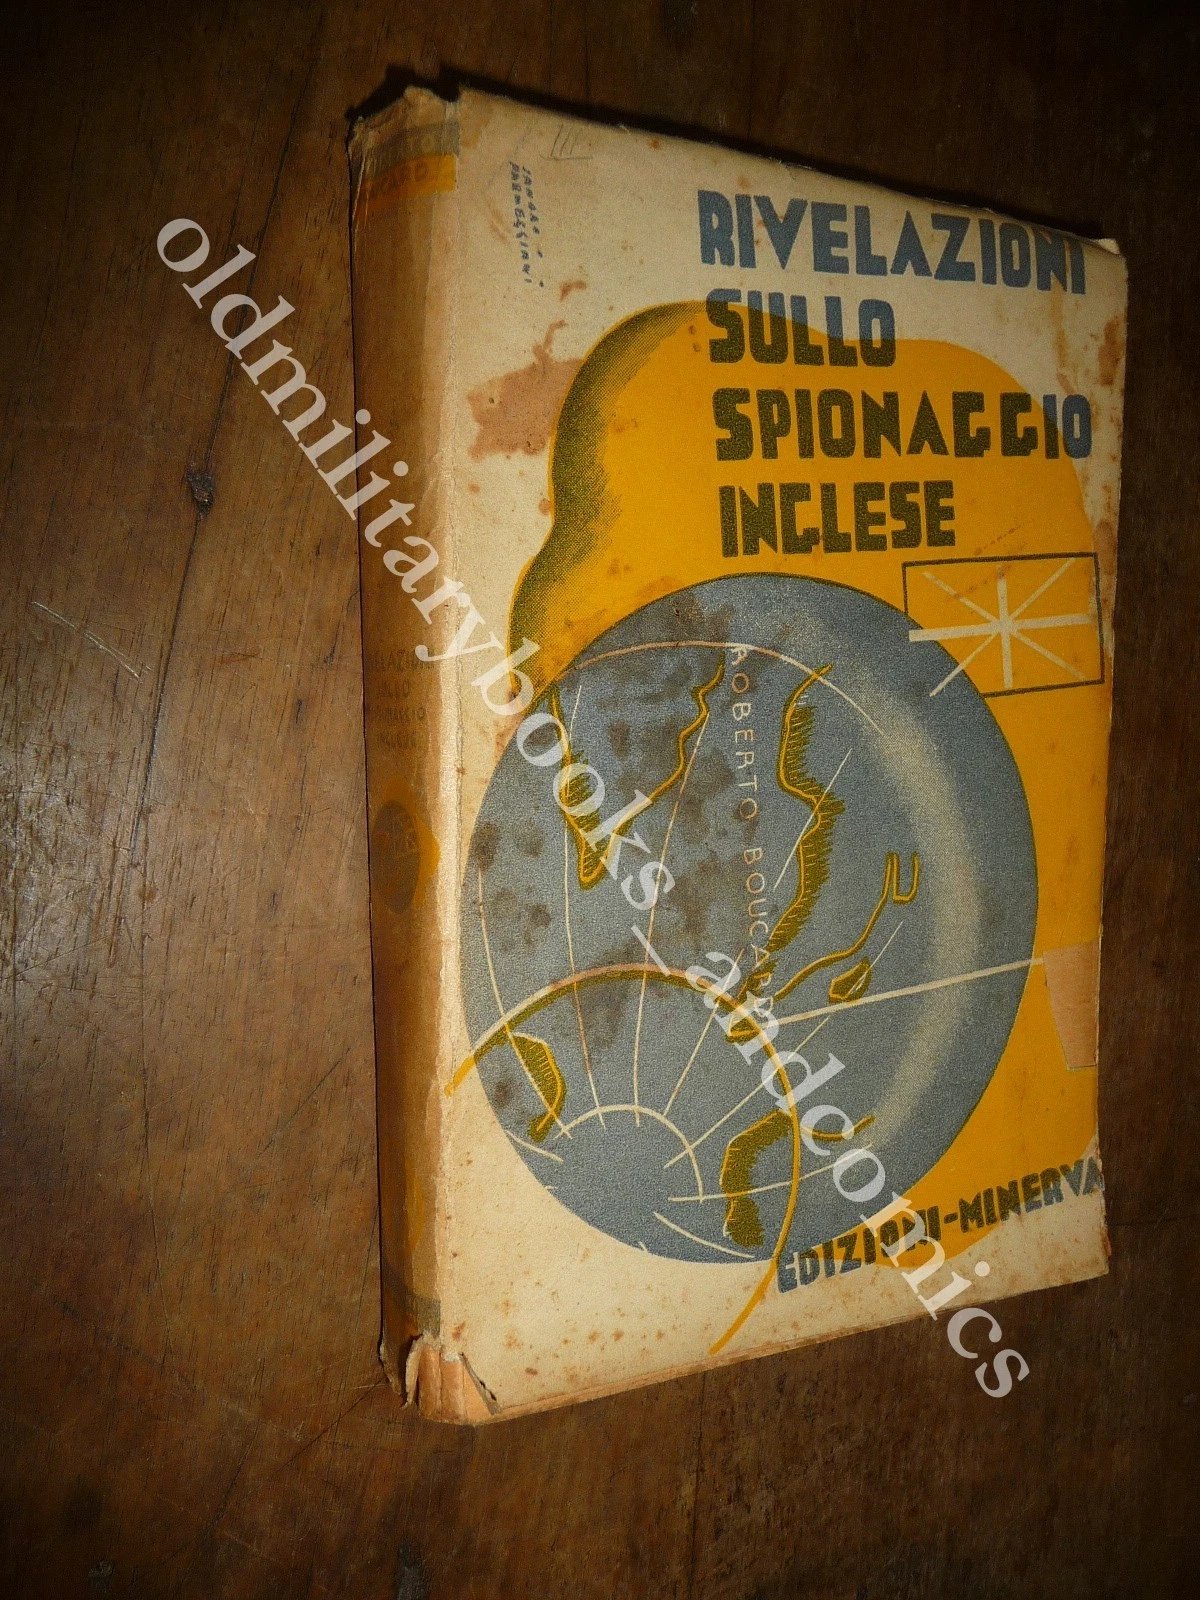 RIVELAZIONI
SULLO
SPIONAGGIO
INGLESE
ROBERTO BOUCARD
EDIZIONI-MINERVA
oldmilitarybooks_andcomics